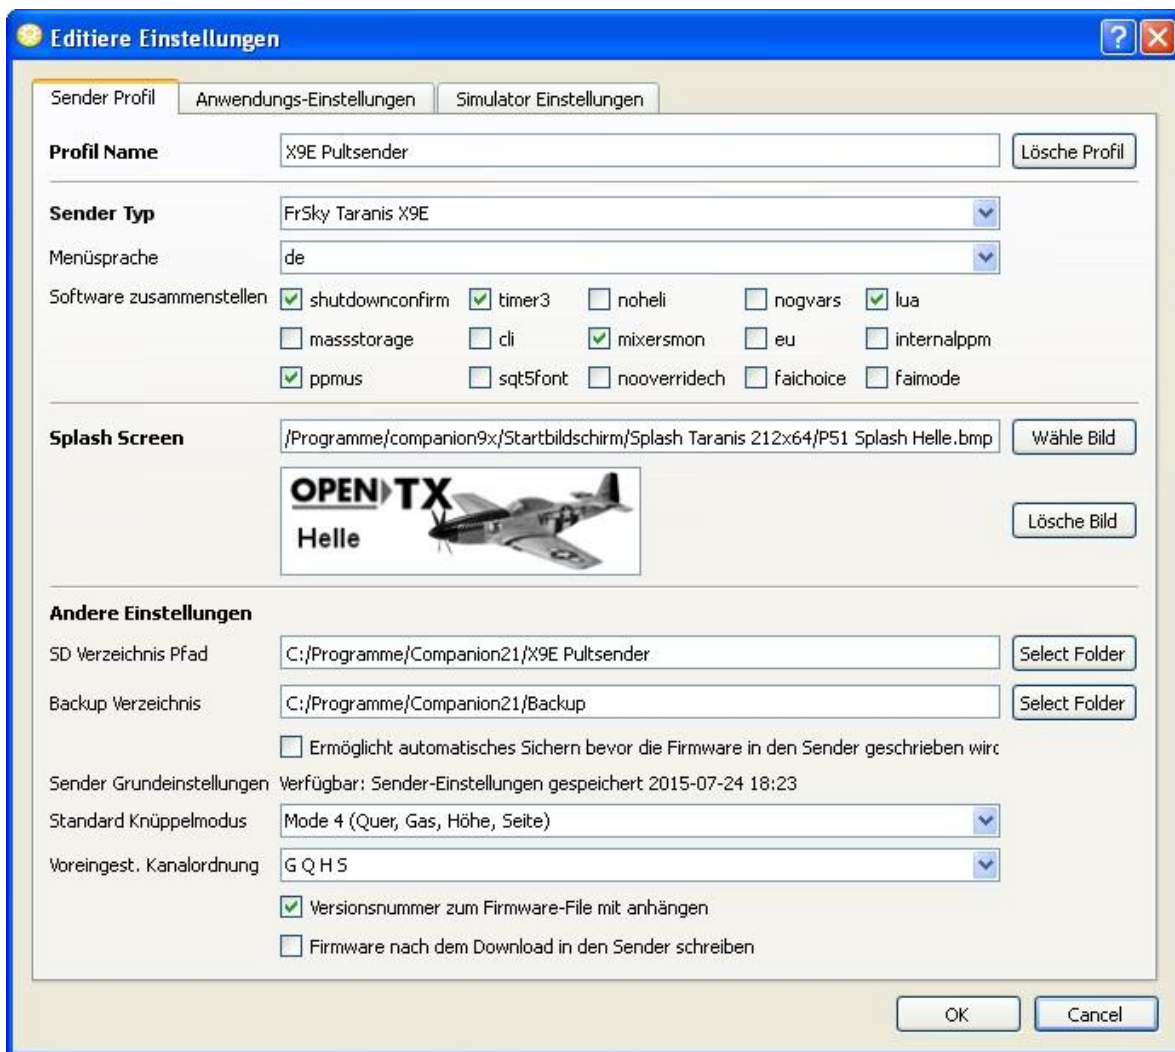 Editiere Einstellungen
Sender Profil Anwendungs-Einstellungen Simulator Einstellungen
Profil Name X9E Pultsender Lösche Profil
Sender Typ FrSky Taranis X9E
Menüsprache de
Software zusammenstellen shutdownconfirm timer3 noheli nogvars lua
massstorage cli mixersmon eu internalppm
ppmus sqt5font nooverridech faichoice faimode
Splash Screen /Programme/companion9x/Startbildschirm/Splash Taranis 212x64/P51 Splash Helle.bmp Wähle Bild
OPEN TX
Helle
Lösche Bild
Andere Einstellungen
SD Verzeichnis Pfad C:/Programme/Companion21/X9E Pultsender Select Folder
Backup Verzeichnis C:/Programme/Companion21/Backup Select Folder
Ermöglicht automatisches Sichern bevor die Firmware in den Sender geschrieben wird
Sender Grundeinstellungen Verfügbar: Sender-Einstellungen gespeichert 2015-07-24 18:23
Standard Knüppelmodus Mode 4 (Quer, Gas, Höhe, Seite)
Voreingest. Kanalordnung G Q H S
Versionsnummer zum Firmware-File mit anhängen
Firmware nach dem Download in den Sender schreiben
OK Cancel